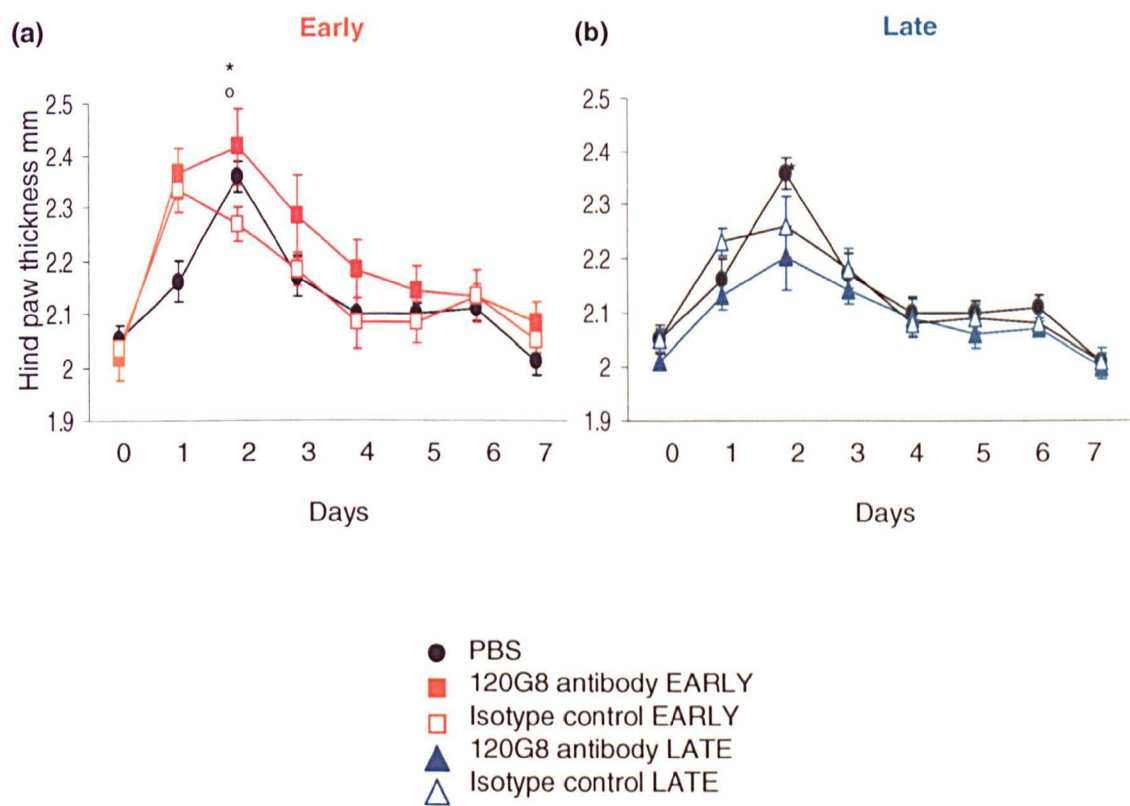 (a) Early
*
o
Hind paw thickness mm
2.5
2.4
2.3
2.2
2.1
2
1.9
0 1 2 3 4 5 6 7
Days
(b) Late
2.5
2.4
*
2.3
2.2
2.1
2
1.9
0 1 2 3 4 5 6 7
Days
PBS
120G8 antibody EARLY
Isotype control EARLY
120G8 antibody LATE
Isotype control LATE